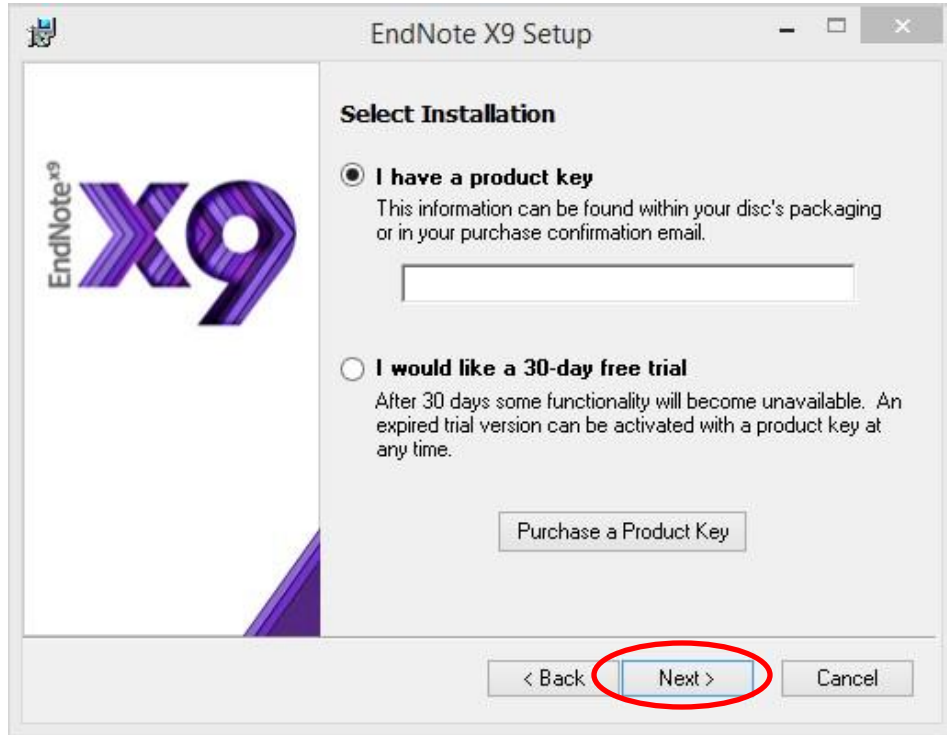 EndNote X9 Setup
EndNote x9
X9
Select Installation
I have a product key
This information can be found within your disc's packaging
or in your purchase confirmation email.
I would like a 30-day free trial
After 30 days some functionality will become unavailable. An
expired trial version can be activated with a product key at
any time.
Purchase a Product Key
< Back Next > Cancel